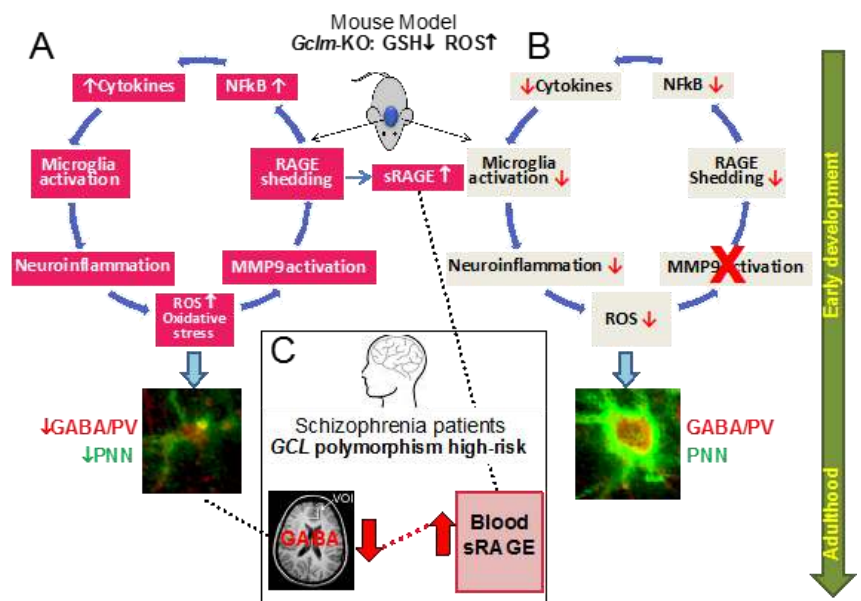 Mouse Model
Gclm-KO: GSH↓ ROS↑
A
↑Cytokines
NFkB ↑
Microglia
activation
RAGE
shedding
sRAGE ↑
Neuroinflammation
MMP9activation
ROS↑
Oxidative
stress
↓GABA/PV
↓PNN
B
↓Cytokines
NFkB ↓
Microglia
activation ↓
RAGE
Shedding ↓
Neuroinflammation ↓
MMP9activation
X
ROS ↓
GABA/PV
PNN
C
Schizophrenia patients
GCL polymorphism high-risk
VOI
GABA
Blood
sRAGE
Early development
Adulthood